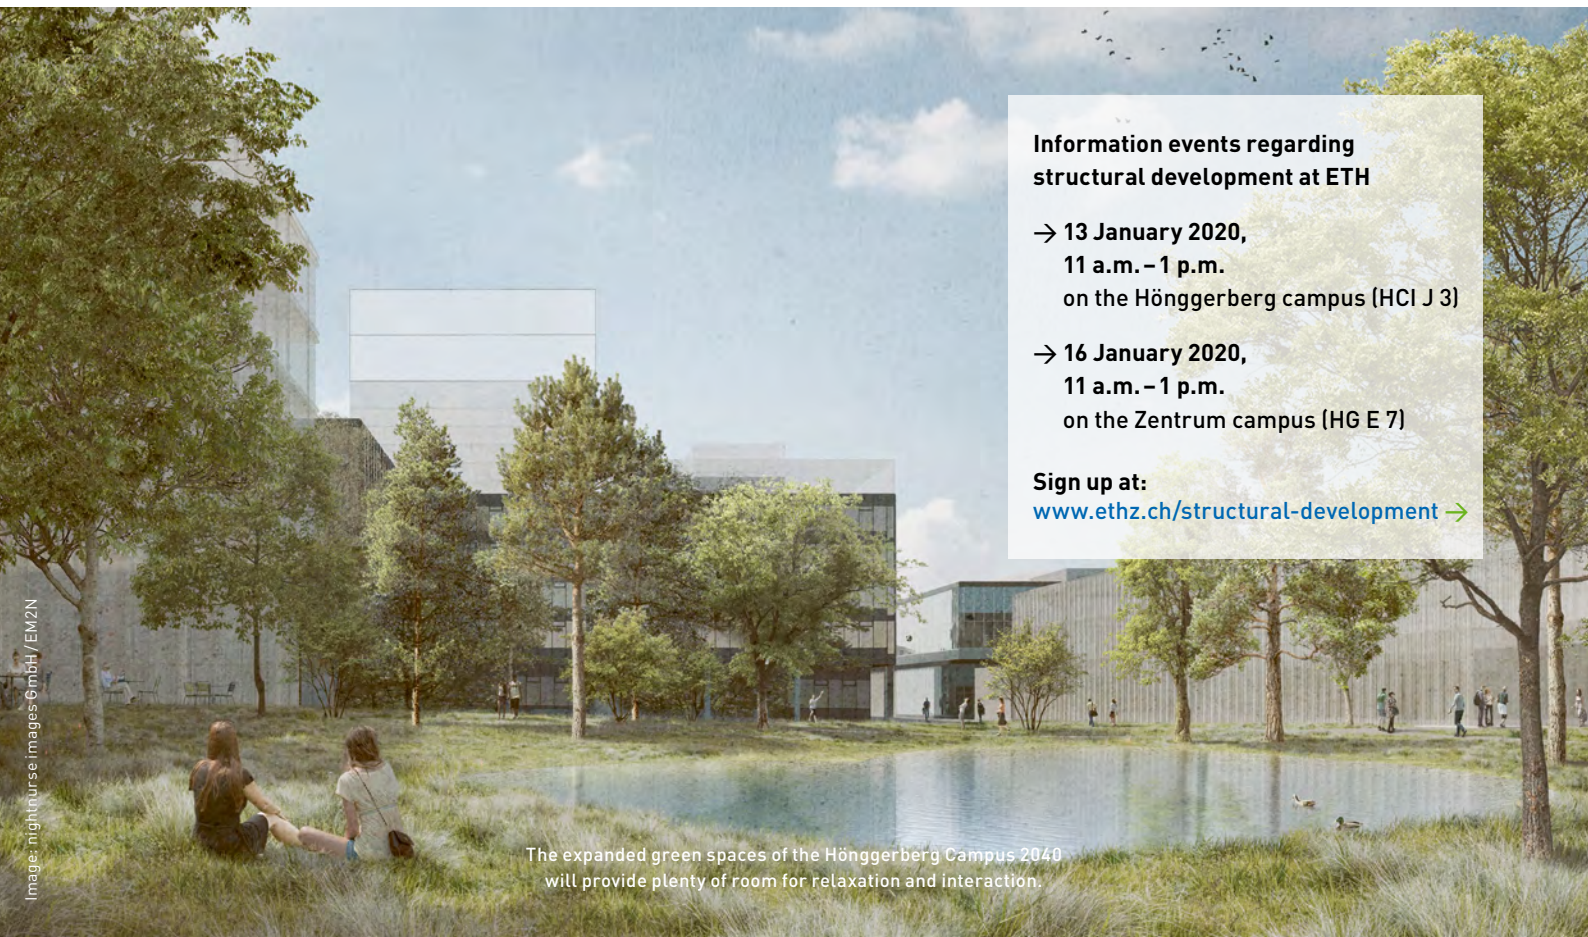 Information events regarding
structural development at ETH
→ 13 January 2020,
11 a.m. – 1 p.m.
on the Hönggerberg campus (HCI J 3)
→ 16 January 2020,
11 a.m. – 1 p.m.
on the Zentrum campus (HG E 7)
Sign up at:
www.ethz.ch/structural-development →
Image: nightnurse images GmbH / EM2N
The expanded green spaces of the Hönggerberg Campus 2040
will provide plenty of room for relaxation and interaction.